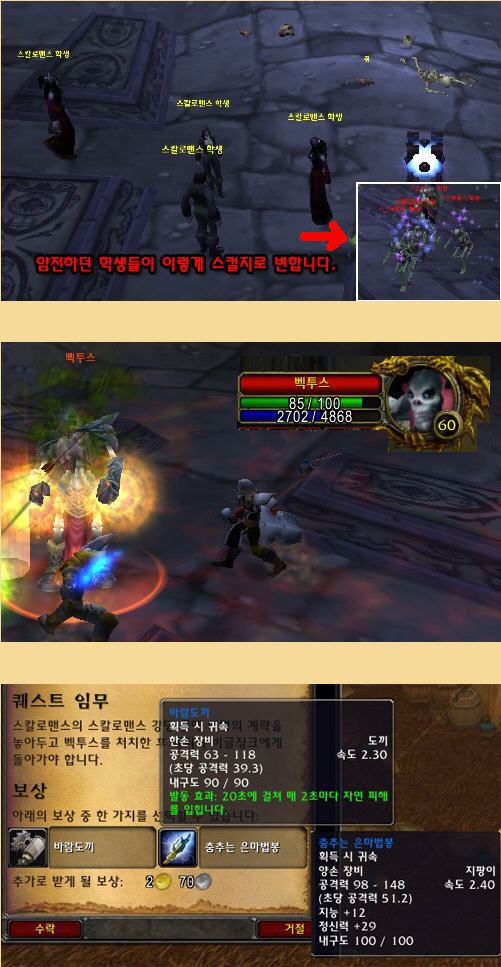 스칼로맨스 학생
쥐
스칼로맨스 학생
스칼로맨스 학생
스칼로맨스 학생
얌전하던 학생들이 이렇게 스컬지로 변합니다.
벡투스
벡투스
85 / 100
2702 / 4868
60
퀘스트 임무
스칼로맨스의 스칼로맨스
계략을
놓아두고 벡투스를 처치한
돌아가야 합니다.
보상
아래의 보상 중 한 가지를
바람도끼
춤추는 은마법봉
추가로 받게 될 보상: 2 70
수락
거절
바람도끼
획득 시 귀속
한손 장비 도끼
공격력 63 - 118 속도 2.30
(초당 공격력 39.3)
내구도 90 / 90
발동 효과: 20초에 걸쳐 매 2초마다 자연 피해
를 입힙니다.
춤추는 은마법봉
획득 시 귀속
양손 장비 지팡이
공격력 98 - 148 속도 2.40
(초당 공격력 51.2)
지능 +12
정신력 +29
내구도 100 / 100